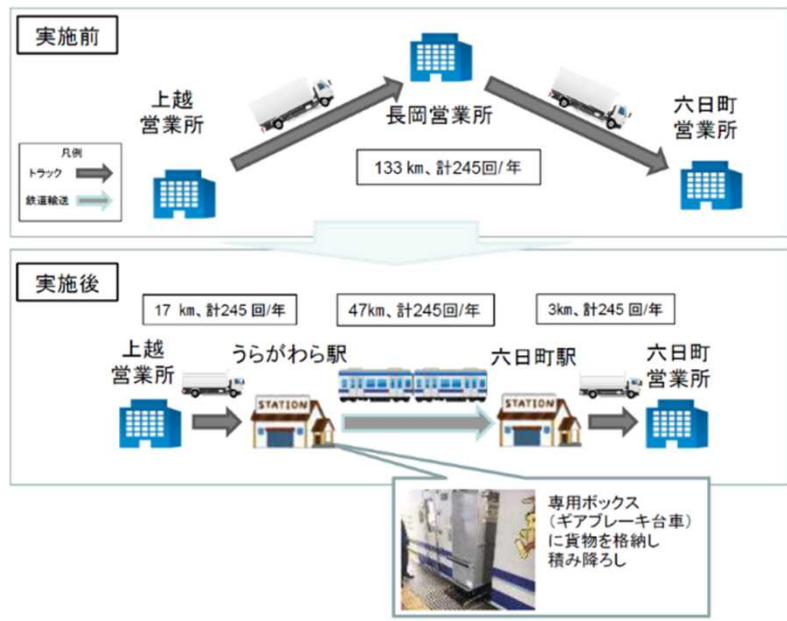 実施前
上越
営業所
長岡営業所
六日町
営業所
凡例
トラック
鉄道輸送
133 ㎞、計245回/年
実施後
17 ㎞、計245 回/年
47㎞、計245回/年
3㎞、計245 回/年
上越
営業所
うらがわら駅
六日町駅
六日町
営業所
STATION
STATION
専用ボックス
（ギアブレーキ台車）
に貨物を格納し
積み降ろし